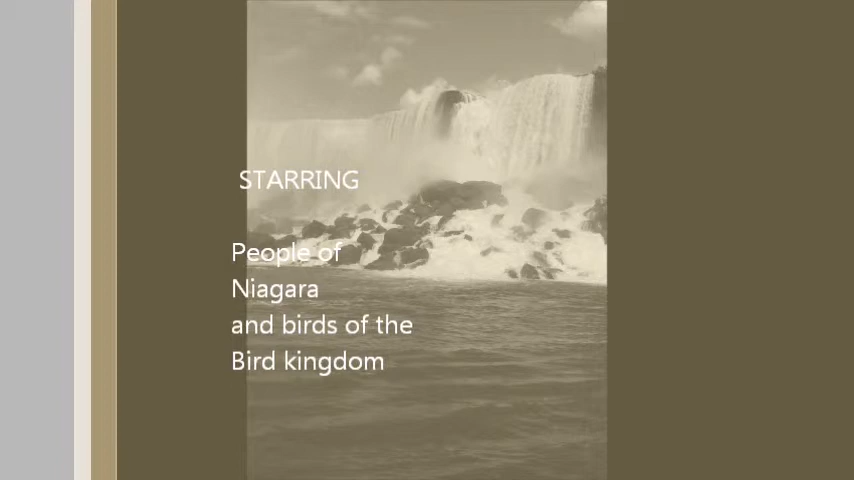 STARRING
People of
Niagara
and birds of the
Bird kingdom